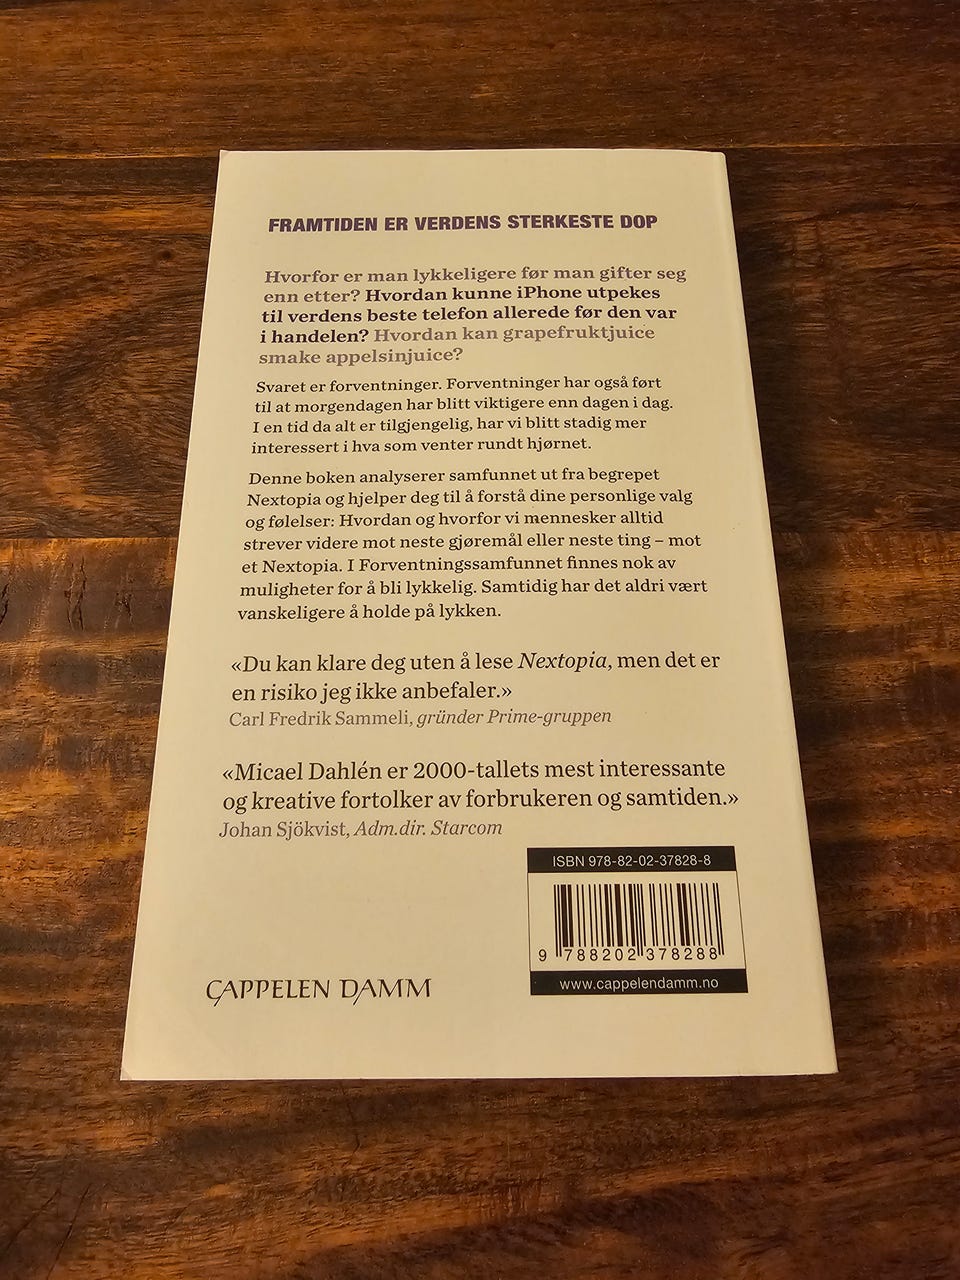 FRAMTIDEN ER VERDENS STERKESTE DOP
Hvorfor er man lykkeligere før man gifter seg
enn etter? Hvordan kunne iPhone utpekes
til verdens beste telefon allerede før den var
i handelen? Hvordan kan grapefruktjuice
smake appelsinjuice?
Svaret er forventninger. Forventninger har også ført
til at morgendagen har blitt viktigere enn dagen i dag.
I en tid da alt er tilgjengelig, har vi blitt stadig mer
interessert i hva som venter rundt hjørnet.
Denne boken analyserer samfunnet ut fra begrepet
Nextopia og hjelper deg til å forstå dine personlige valg
og følelser: Hvordan og hvorfor vi mennesker alltid
strever videre mot neste gjøremål eller neste ting – mot
et Nextopia. I Forventningssamfunnet finnes nok av
muligheter for å bli lykkelig. Samtidig har det aldri vært
vanskeligere å holde på lykken.
«Du kan klare deg uten å lese Nextopia, men det er
en risiko jeg ikke anbefaler.»
Carl Fredrik Sammeli, gründer Prime-gruppen
«Micael Dahlén er 2000-tallets mest interessante
og kreative fortolker av forbrukeren og samtiden.»
Johan Sjökvist, Adm.dir. Starcom
ISBN 978-82-02-37828-8
9 788202 378288
www.cappelendamm.no
CAPPELEN DAMM